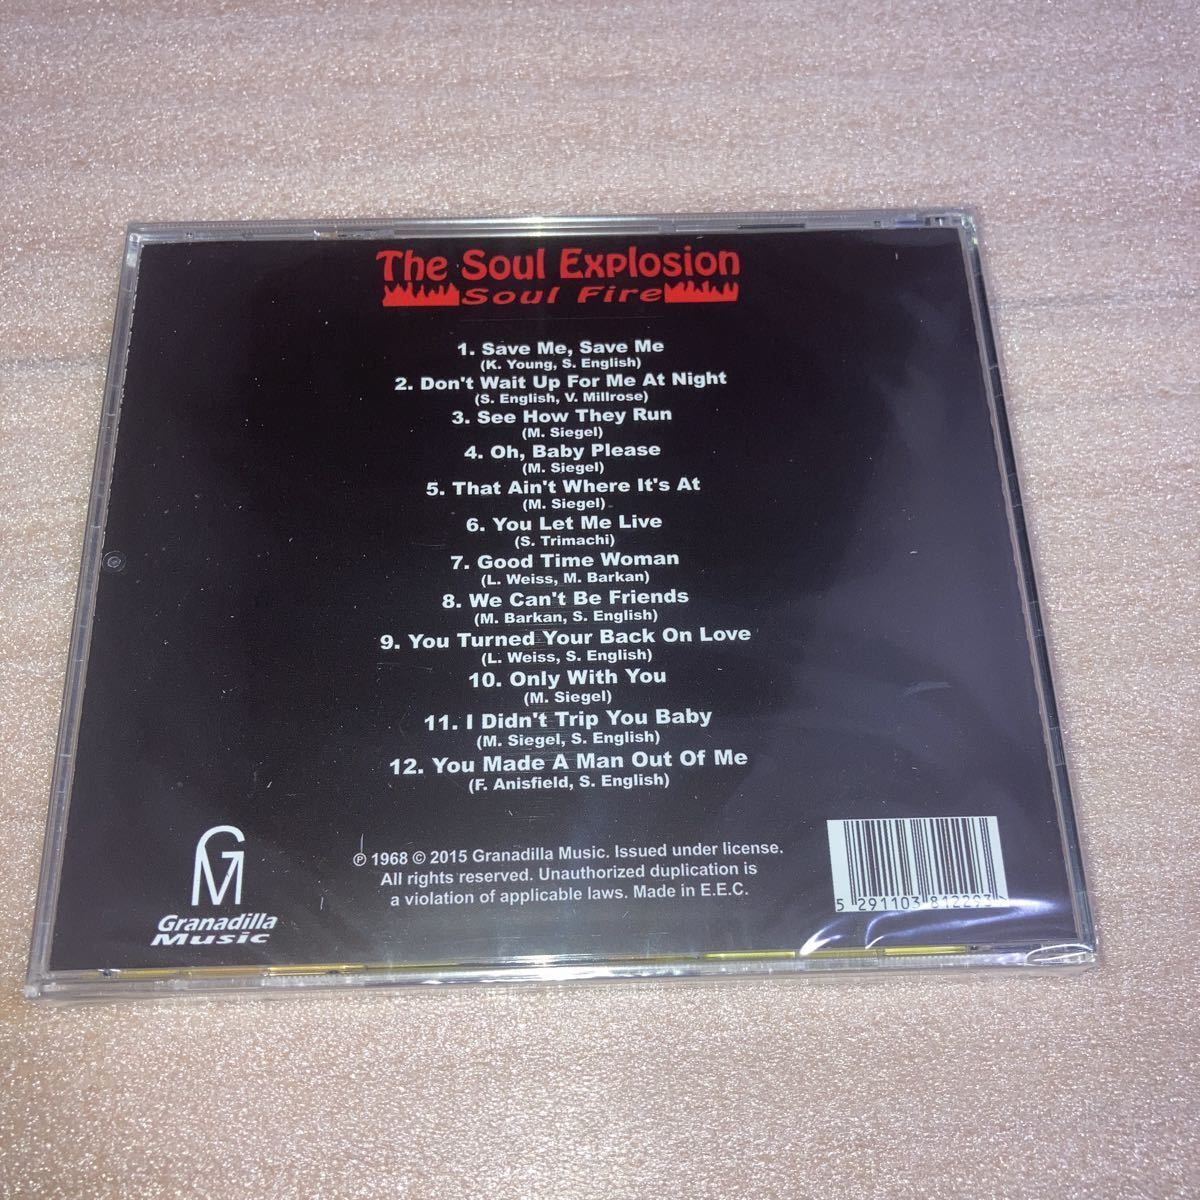 The Soul Explosion
Soul Fire
1. Save Me, Save Me
(K. Young, S. English)
2. Don't Wait Up For Me At Night
(S. English, V. Millrose)
3. See How They Run
(M. Siegel)
4. Oh, Baby Please
(M. Siegel)
5. That Ain't Where It's At
(M. Siegel)
6. You Let Me Live
(S. Trimachi)
7. Good Time Woman
(L. Weiss, M. Barkan)
8. We Can't Be Friends
(M. Barkan, S. English)
9. You Turned Your Back On Love
(L. Weiss, S. English)
10. Only With You
(M. Siegel)
11. I Didn't Trip You Baby
(M. Siegel, S. English)
12. You Made A Man Out Of Me
(F. Anisfield, S. English)
GM
Granadilla
Music
℗ 1968 © 2015 Granadilla Music. Issued under license.
All rights reserved. Unauthorized duplication is
a violation of applicable laws. Made in E.E.C.
5 291103 812293 >